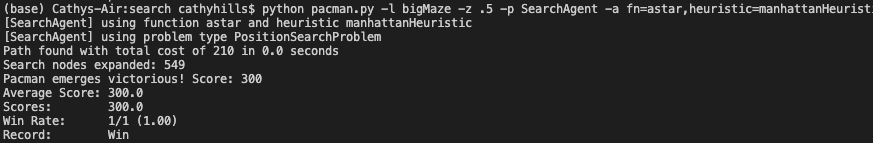 (base) Cathys-Air:search cathyhills$ python pacman.py -l bigMaze -z .5 -p SearchAgent -a fn=astar,heuristic=manhattanHeurist
[SearchAgent] using function astar and heuristic manhattanHeuristic
[SearchAgent] using problem type PositionSearchProblem
Path found with total cost of 210 in 0.0 seconds
Search nodes expanded: 549
Pacman emerges victorious! Score: 300
Average Score: 300.0
Scores:        300.0
Win Rate:      1/1 (1.00)
Record:        Win